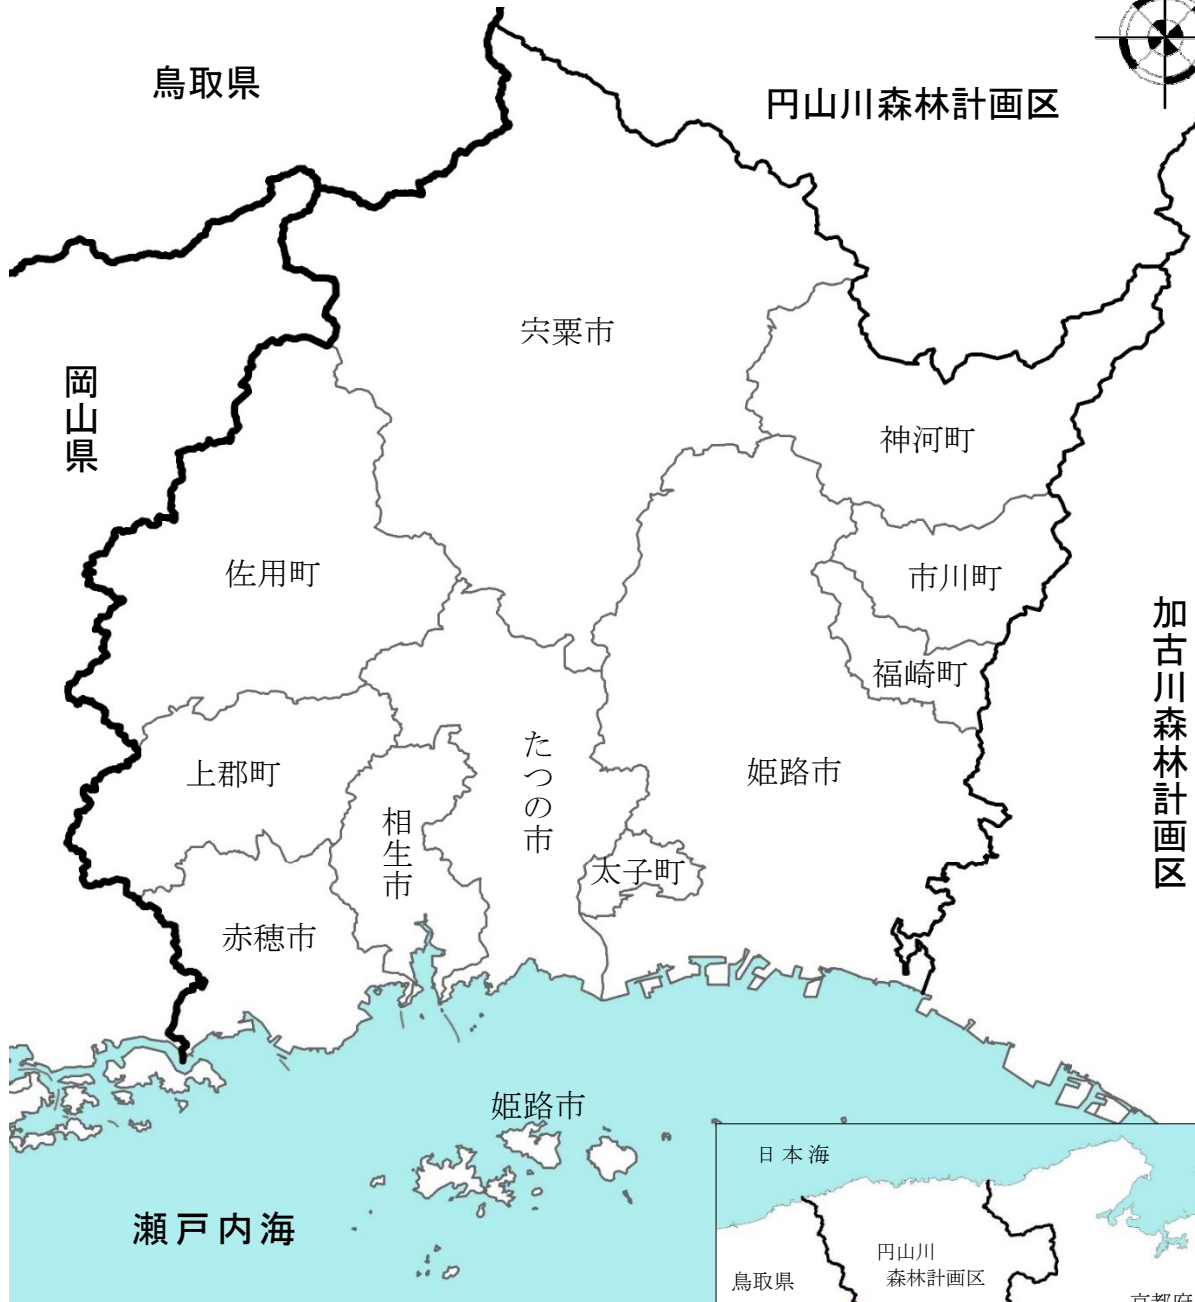 鳥取県
円山川森林計画区
宍粟市
岡山県
神河町
佐用町
市川町
加古川森林計画区
福崎町
たつの市
上郡町
姫路市
相生市
太子町
赤穂市
姫路市
日本海
瀬戸内海
円山川
森林計画区
鳥取県
京都府